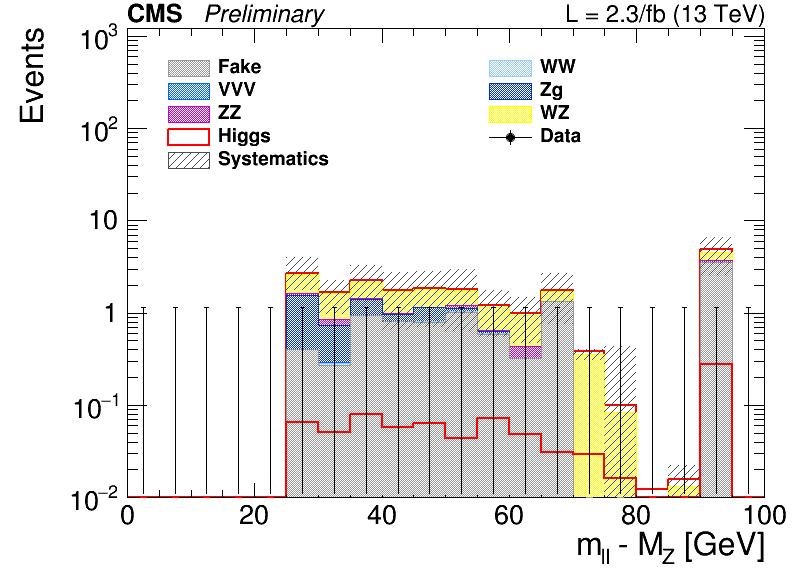 CMS Preliminary L = 2.3/fb (13 TeV)
Events
10³
10²
10
1
10⁻¹
10⁻²
Fake
VVV
ZZ
Higgs
Systematics
WW
Zg
WZ
Data
0 20 40 60 80 100
m_ll - M_Z [GeV]